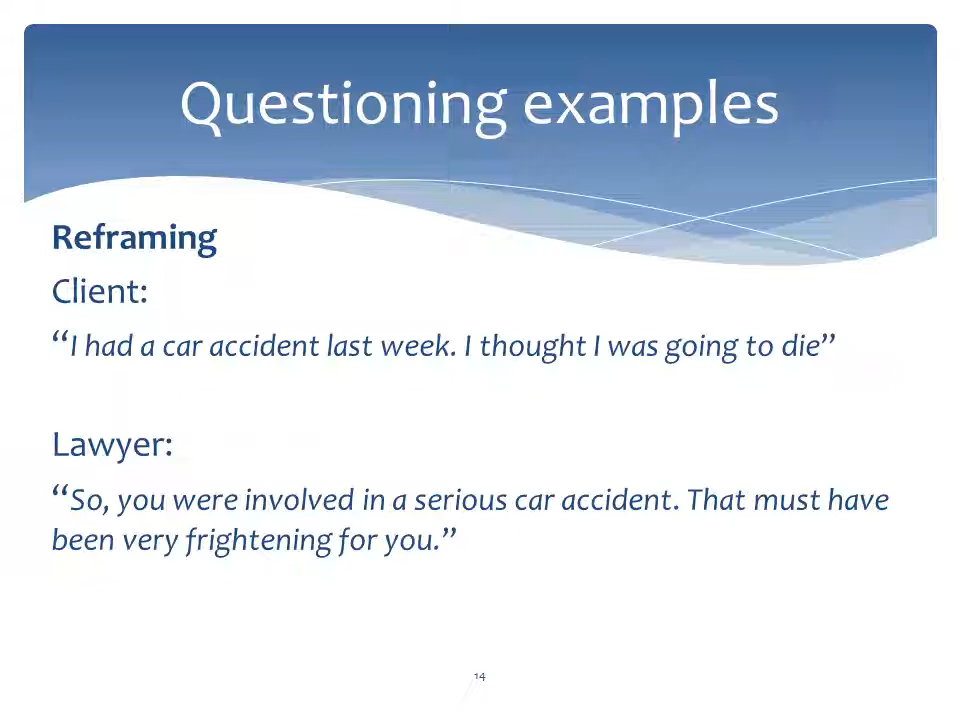 Questioning examples
Reframing
Client:
“I had a car accident last week. I thought I was going to die”
Lawyer:
“So, you were involved in a serious car accident. That must have
been very frightening for you.”
14